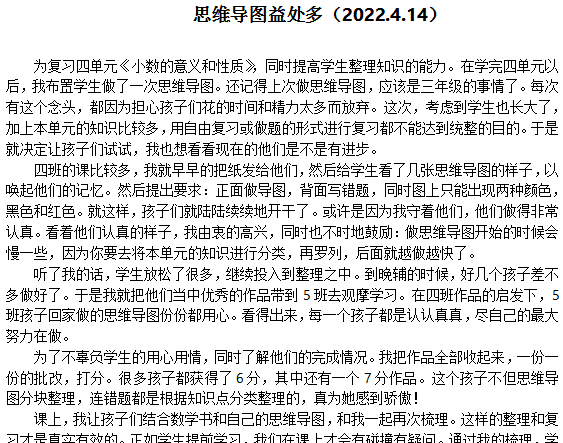 思维导图益处多（2022.4.14）
为复习四单元《小数的意义和性质》，同时提高学生整理知识的能力。在学完四单元以
后，我布置学生做了一次思维导图。还记得上次做思维导图，应该是三年级的事情了。每次
有这个念头，都因为担心孩子们花的时间和精力太多而放弃。这次，考虑到学生也长大了，
加上本单元的知识比较多，用自由复习或做题的形式进行复习都不能达到统整的目的。于是
就决定让孩子们试试，我也想看看现在的他们是不是有进步。
四班的课比较多，我就早早的把纸发给他们，然后给学生看了几张思维导图的样子，以
唤起他们的记忆。然后提出要求：正面做导图，背面写错题，同时图上只能出现两种颜色，
黑色和红色。就这样，孩子们就陆陆续续地开干了。或许是因为我守着他们，他们做得非常
认真。看着他们认真的样子，我由衷的高兴，同时也不时地鼓励：做思维导图开始的时候会
慢一些，因为你要去将本单元的知识进行分类，再罗列，后面就越做越快了。
听了我的话，学生放松了很多，继续投入到整理之中。到晚辅的时候，好几个孩子差不
多做好了。于是我就把他们当中优秀的作品带到5班去观摩学习。在四班作品的启发下，5
班孩子回家做的思维导图份份都用心。看得出来，每一个孩子都是认认真真，尽自己的最大
努力在做。
为了不辜负学生的用心用情，同时了解他们的完成情况。我把作品全部收起来，一份一
份的批改，打分。很多孩子都获得了6分，其中还有一个7分作品。这个孩子不但思维导
图分块整理，连错题都是根据知识点分类整理的，真为她感到骄傲！
课上，我让孩子们结合数学书和自己的思维导图，和我一起再次梳理。这样的整理和复
习才是真实有效的。正如学生提前学习，我们在课上才会有碰撞有疑问。通过我的梳理，学